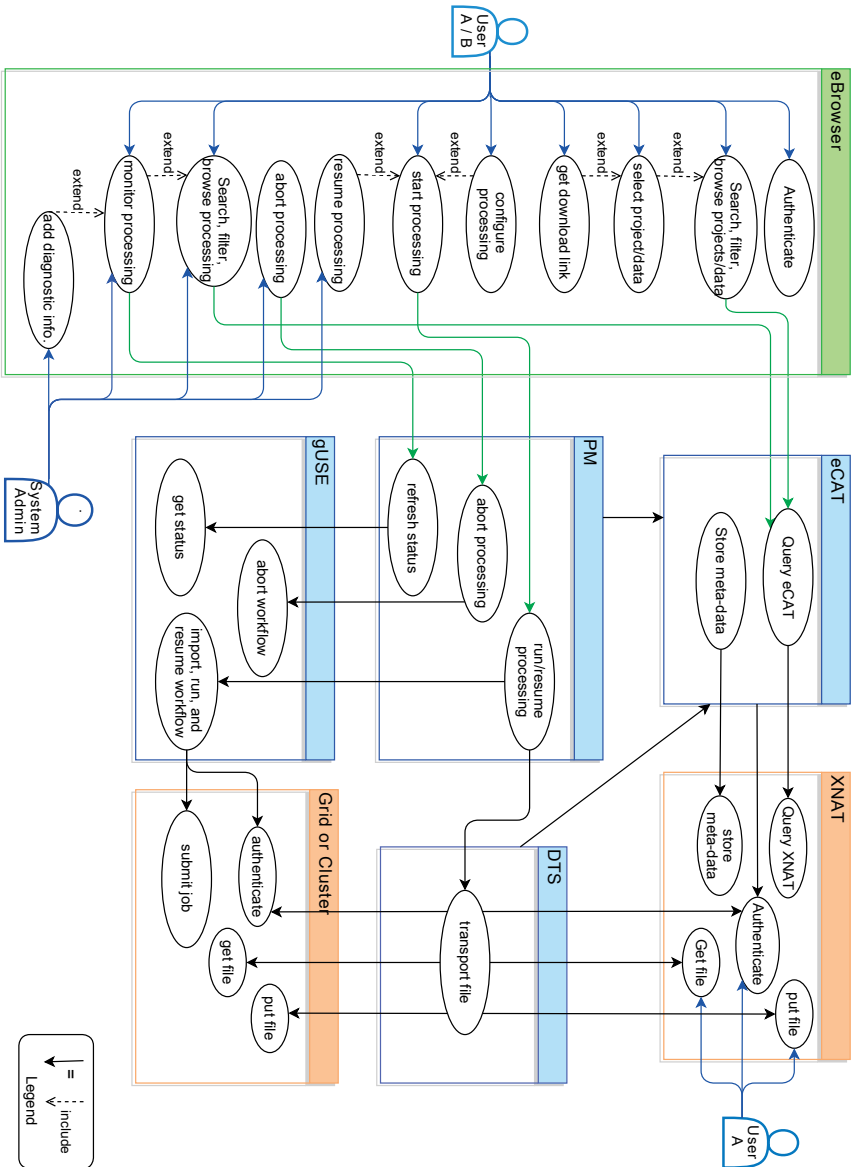 User
A / B
eBrowser
Authenticate
Search, filter,
browse projects/data
extend
select project/data
extend
get download link
configure
processing
extend
start processing
extend
resume processing
abort processing
Search, filter,
browse processing
extend
monitor processing
extend
add diagnostic info.
System
Admin
eCAT
Query eCAT
Store meta-data
PM
run/resume
processing
abort processing
refresh status
gUSE
get status
abort workflow
import, run, and
resume workflow
XNAT
Query XNAT
store
meta-data
Authenticate
Get file
put file
User
A
DTS
transport file
Grid or Cluster
authenticate
submit job
get file
put file
=
include
Legend